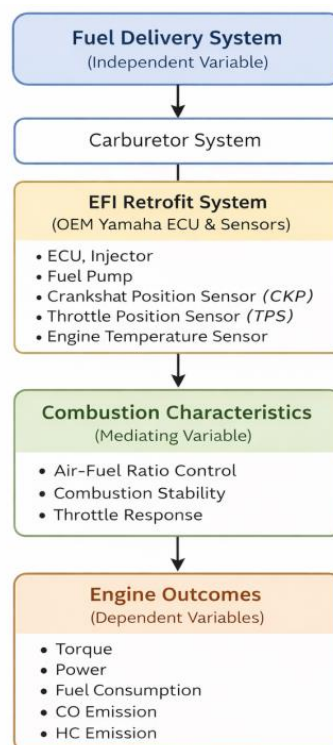 Fuel Delivery System
(Independent Variable)
Carburetor System
EFI Retrofit System
(OEM Yamaha ECU & Sensors)
• ECU, Injector
• Fuel Pump
• Crankshat Position Sensor (CKP)
• Throttle Position Sensor (TPS)
• Engine Temperature Sensor
Combustion Characteristics
(Mediating Variable)
• Air-Fuel Ratio Control
• Combustion Stability
• Throttle Response
Engine Outcomes
(Dependent Variables)
• Torque
• Power
• Fuel Consumption
• CO Emission
• HC Emission